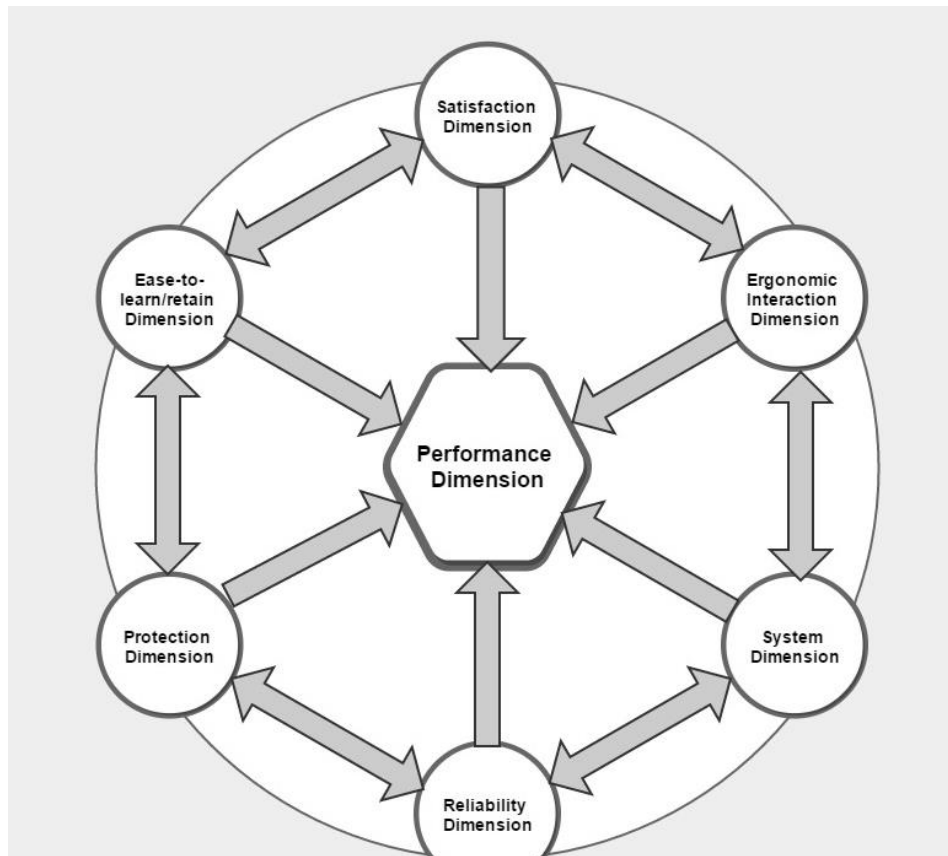 Satisfaction
Dimension
Ease-to-
learn/retain
Dimension
Ergonomic
Interaction
Dimension
Performance
Dimension
Protection
Dimension
System
Dimension
Reliability
Dimension